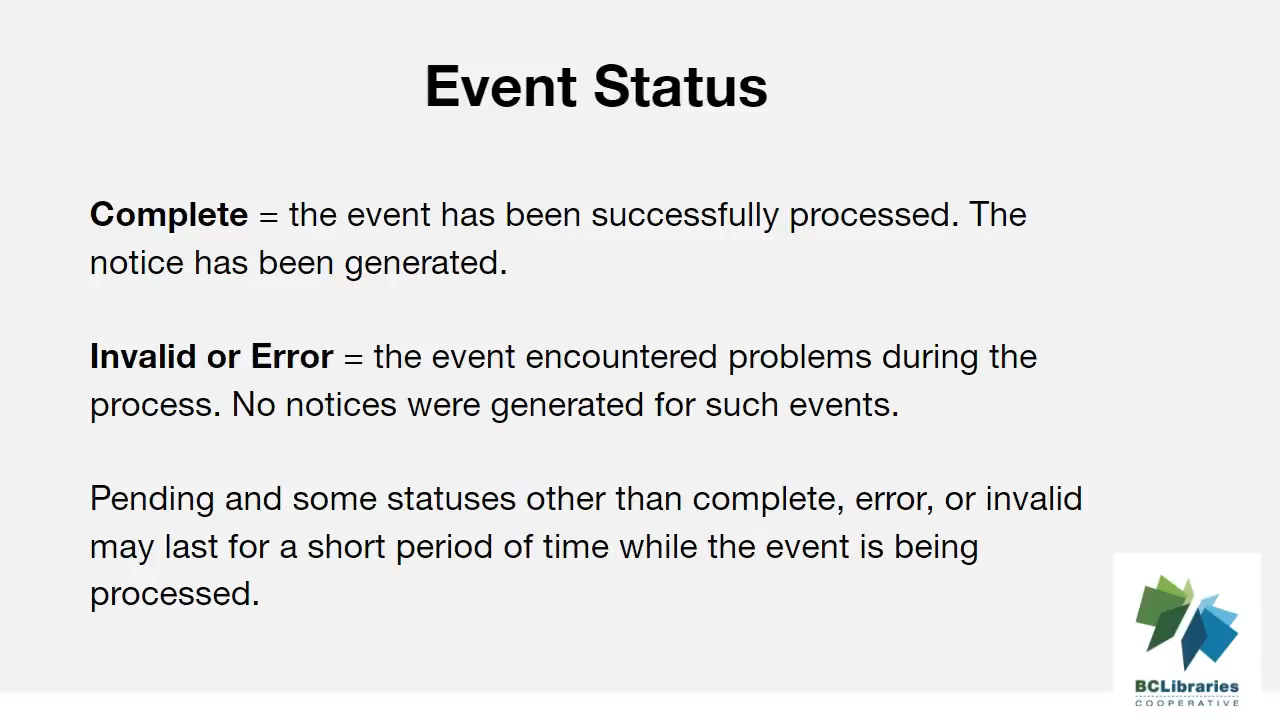 Event Status
Complete = the event has been successfully processed. The
notice has been generated.
Invalid or Error = the event encountered problems during the
process. No notices were generated for such events.
Pending and some statuses other than complete, error, or invalid
may last for a short period of time while the event is being
processed.
BCLibraries
COOPERATIVE